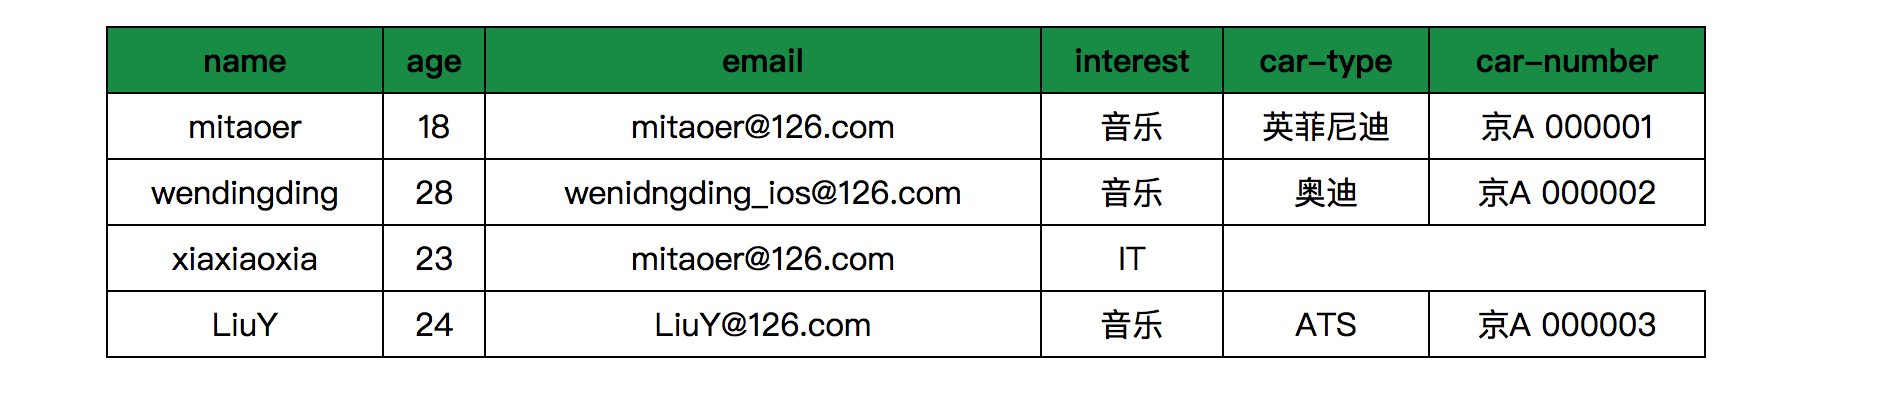 name age email interest car-type car-number
mitaoer 18 mitaoer@126.com 音乐 英菲尼迪 京A 000001
wendingding 28 wenidngding_ios@126.com 音乐 奥迪 京A 000002
xiaxiaoxia 23 mitaoer@126.com IT
LiuY 24 LiuY@126.com 音乐 ATS 京A 000003